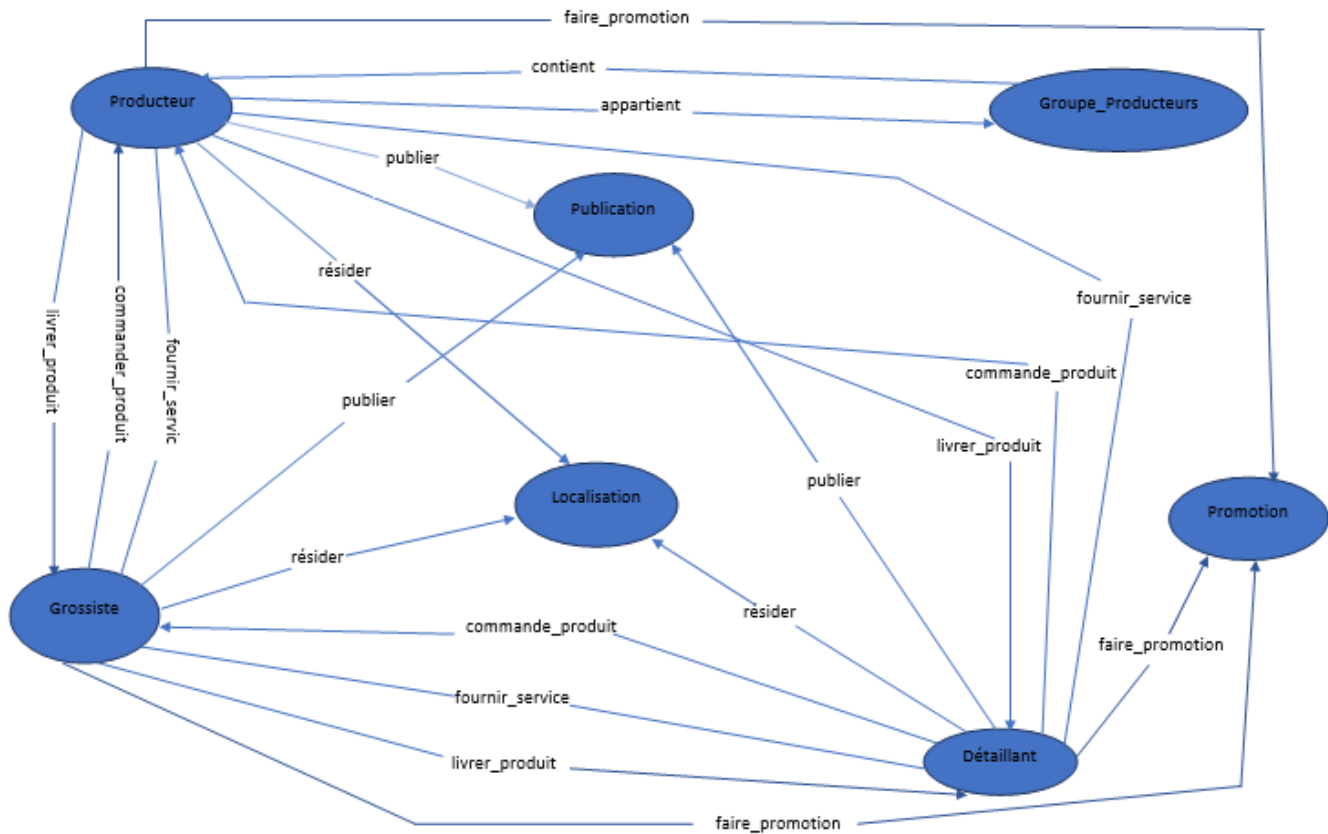 faire_promotion
contient
Producteur
Groupe_Producteurs
appartient
publier
Publication
résider
fournir_service
livrer_produit
commander_produit
fournir_servic
commande_produit
publier
livrer_produit
publier
Localisation
Promotion
résider
Grossiste
résider
commande_produit
faire_promotion
fournir_service
Détaillant
livrer_produit
faire_promotion